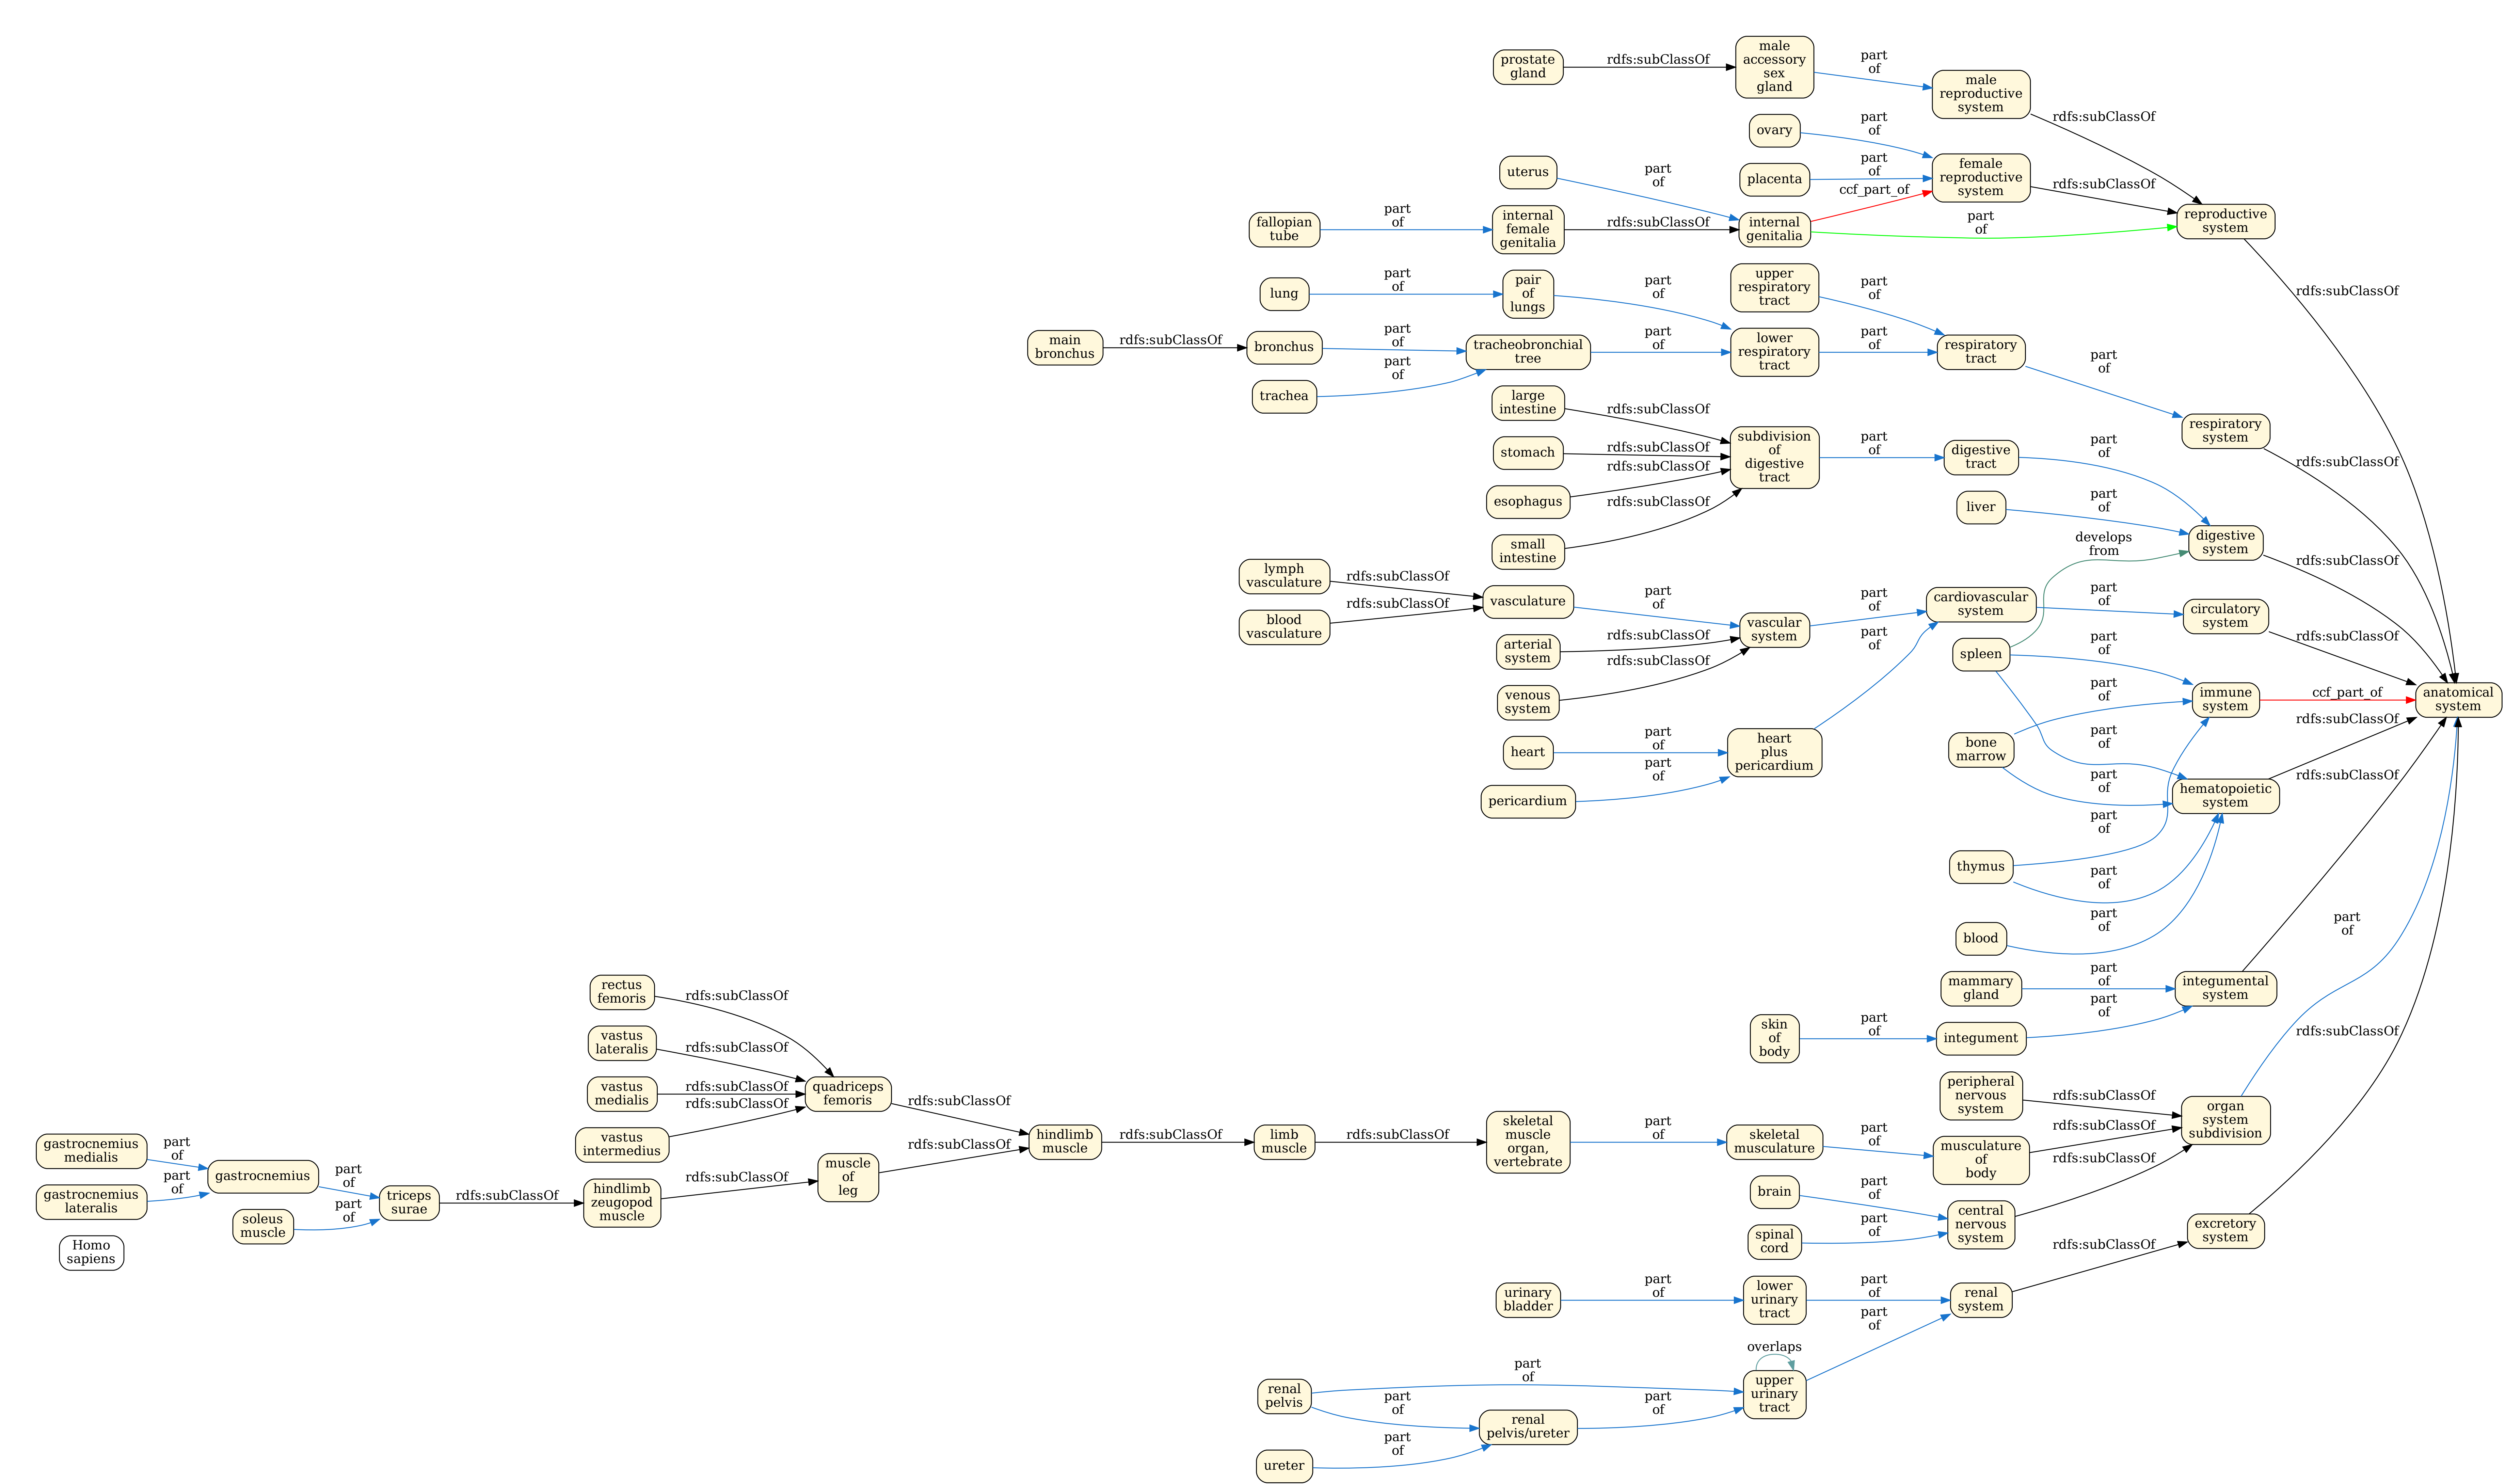 prostate
gland
rdfs:subClassOf
male
accessory
sex
gland
part
of
male
reproductive
system
rdfs:subClassOf
ovary
part
of
uterus
part
of
placenta
part
of
female
reproductive
system
rdfs:subClassOf
ccf_part_of
fallopian
tube
part
of
internal
female
genitalia
rdfs:subClassOf
internal
genitalia
part
of
reproductive
system
rdfs:subClassOf
lung
part
of
pair
of
lungs
part
of
upper
respiratory
tract
part
of
main
bronchus
rdfs:subClassOf
bronchus
part
of
tracheobronchial
tree
part
of
lower
respiratory
tract
part
of
respiratory
tract
part
of
trachea
part
of
large
intestine
rdfs:subClassOf
respiratory
system
rdfs:subClassOf
stomach
rdfs:subClassOf
subdivision
of
digestive
tract
part
of
digestive
tract
part
of
esophagus
rdfs:subClassOf
liver
part
of
small
intestine
rdfs:subClassOf
develops
from
digestive
system
rdfs:subClassOf
lymph
vasculature
rdfs:subClassOf
vasculature
part
of
blood
vasculature
rdfs:subClassOf
arterial
system
rdfs:subClassOf
vascular
system
part
of
cardiovascular
system
part
of
circulatory
system
rdfs:subClassOf
venous
system
rdfs:subClassOf
part
of
spleen
part
of
part
of
immune
system
ccf_part_of
anatomical
system
heart
part
of
heart
plus
pericardium
bone
marrow
part
of
part
of
rdfs:subClassOf
pericardium
part
of
hematopoietic
system
rdfs:subClassOf
thymus
part
of
part
of
blood
part
of
part
of
mammary
gland
part
of
integumental
system
skin
of
body
part
of
integument
part
of
rdfs:subClassOf
rectus
femoris
rdfs:subClassOf
vastus
lateralis
rdfs:subClassOf
vastus
medialis
rdfs:subClassOf
vastus
intermedius
rdfs:subClassOf
quadriceps
femoris
rdfs:subClassOf
peripheral
nervous
system
rdfs:subClassOf
organ
system
subdivision
gastrocnemius
medialis
part
of
gastrocnemius
lateralis
part
of
gastrocnemius
part
of
soleus
muscle
part
of
triceps
surae
rdfs:subClassOf
hindlimb
zeugopod
muscle
rdfs:subClassOf
muscle
of
leg
rdfs:subClassOf
hindlimb
muscle
rdfs:subClassOf
limb
muscle
rdfs:subClassOf
skeletal
muscle
organ,
vertebrate
part
of
skeletal
musculature
part
of
musculature
of
body
rdfs:subClassOf
brain
part
of
spinal
cord
part
of
central
nervous
system
rdfs:subClassOf
excretory
system
Homo
sapiens
urinary
bladder
part
of
lower
urinary
tract
part
of
renal
system
rdfs:subClassOf
part
of
overlaps
renal
pelvis
part
of
part
of
renal
pelvis/ureter
part
of
upper
urinary
tract
ureter
part
of